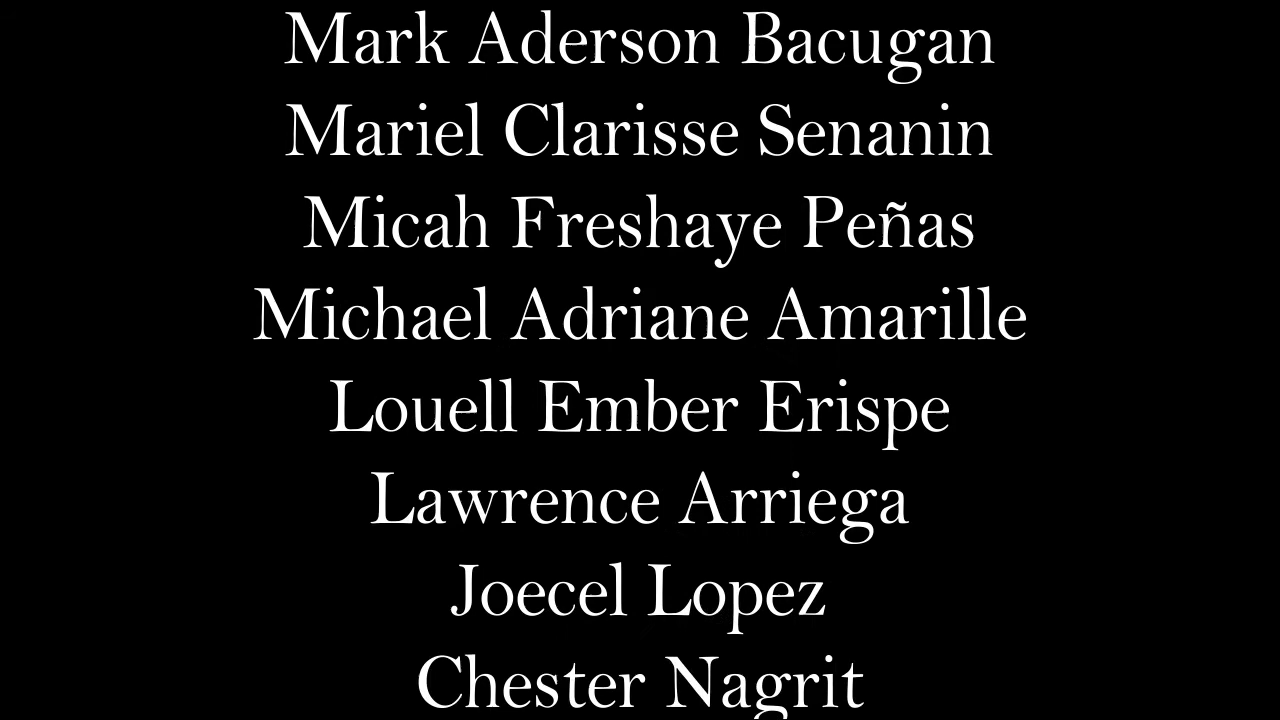 Mark Aderson Bacugan
Mariel Clarisse Senanin
Micah Freshaye Peñas
Michael Adriane Amarille
Louell Ember Erispe
Lawrence Arriega
Joecel Lopez
Chester Nagrit